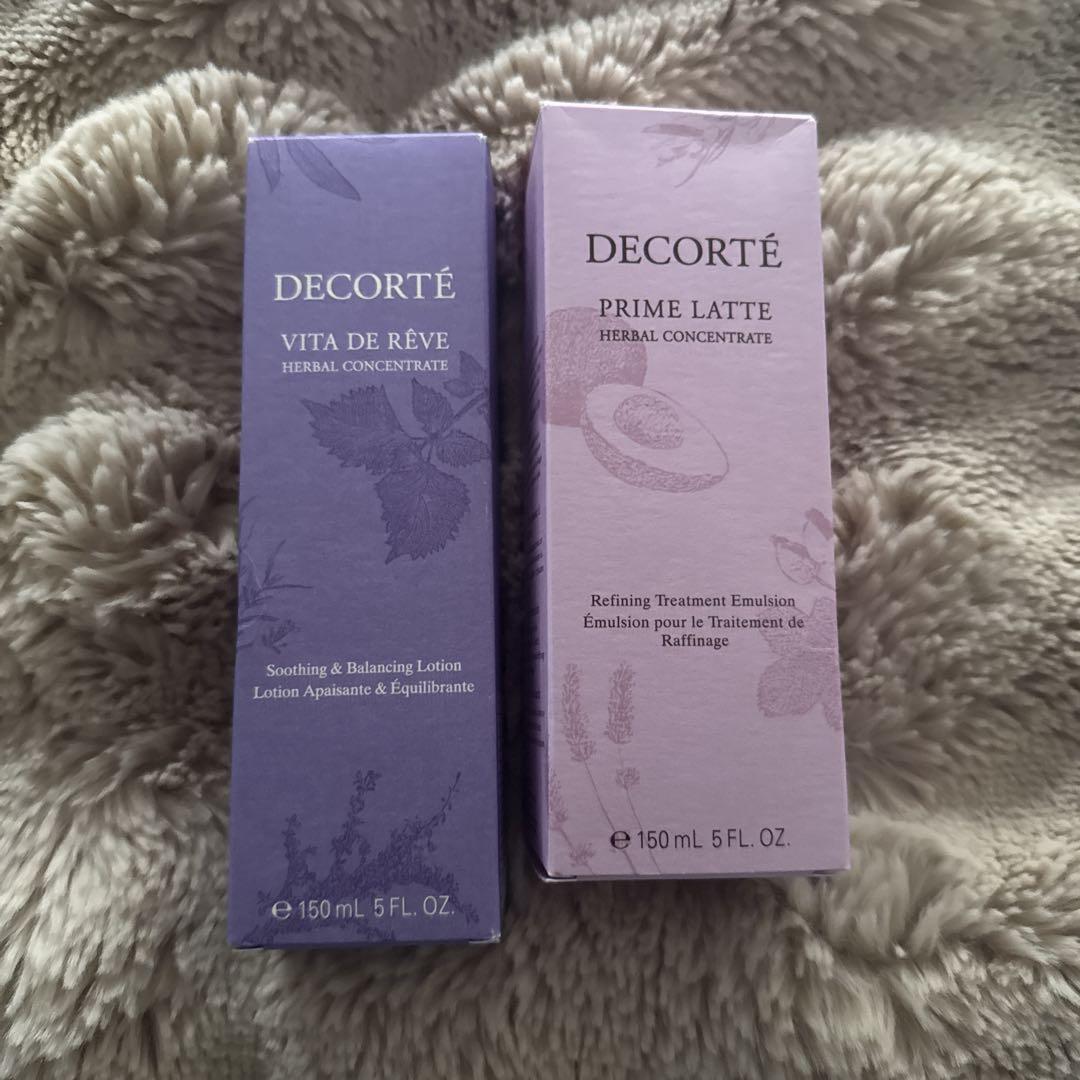 DECORTÉ
VITA DE RÊVE
HERBAL CONCENTRATE
Soothing & Balancing Lotion
Lotion Apaisante & Équilibrante
℮ 150 mL 5 FL. OZ.
DECORTÉ
PRIME LATTE
HERBAL CONCENTRATE
Refining Treatment Emulsion
Émulsion pour le Traitement de
Raffinage
℮ 150 mL 5 FL. OZ.